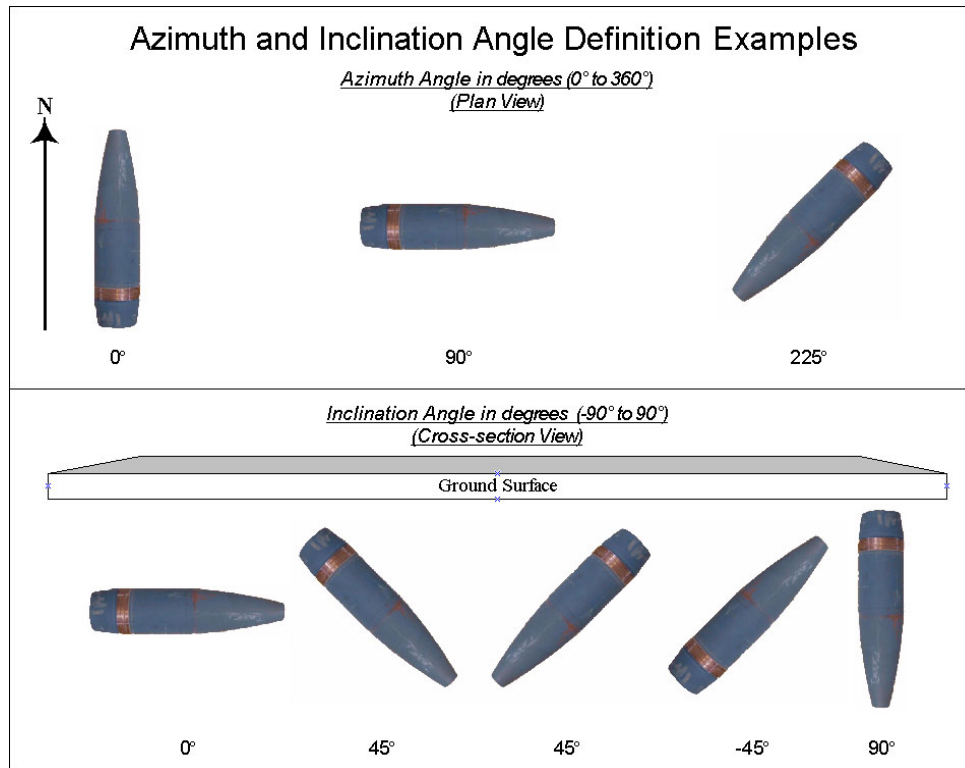 Azimuth and Inclination Angle Definition Examples
Azimuth Angle in degrees (0° to 360°)
(Plan View)
N
0°
90°
225°
Inclination Angle in degrees (-90° to 90°)
(Cross-section View)
Ground Surface
0°
45°
45°
-45°
90°